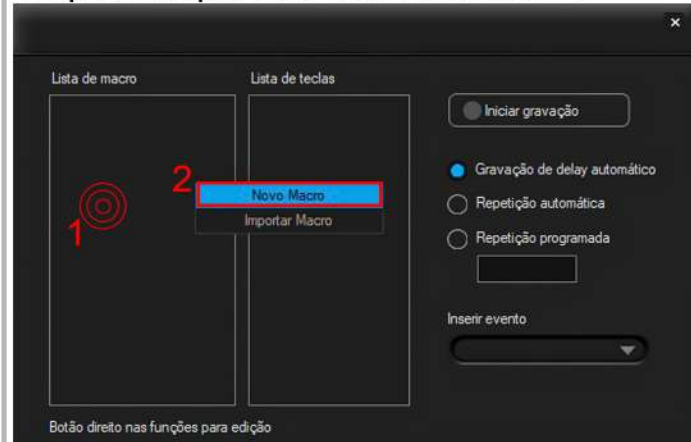 Lista de macro
Lista de teclas
Iniciar gravação
Gravação de delay automático
2
Novo Macro
Repetição automática
1
Importar Macro
Repetição programada
Inserir evento
Botão direito nas funções para edição